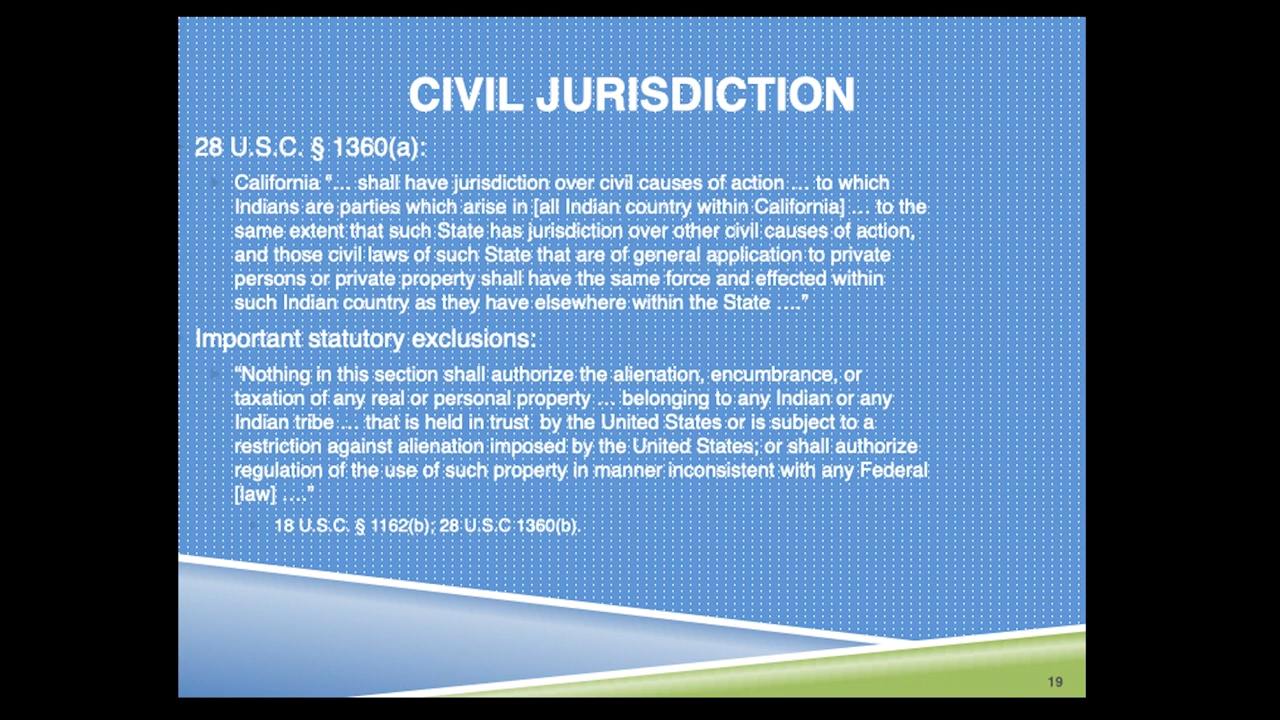 CIVIL JURISDICTION
28 U.S.C. § 1360(a):
California “… shall have jurisdiction over civil causes of action … to which
Indians are parties which arise in [all Indian country within California] … to the
same extent that such State has jurisdiction over other civil causes of action,
and those civil laws of such State that are of general application to private
persons or private property shall have the same force and effected within
such Indian country as they have elsewhere within the State ….”
Important statutory exclusions:
“Nothing in this section shall authorize the alienation, encumbrance, or
taxation of any real or personal property … belonging to any Indian or any
Indian tribe … that is held in trust by the United States or is subject to a
restriction against alienation imposed by the United States; or shall authorize
regulation of the use of such property in manner inconsistent with any Federal
[law] ….”
18 U.S.C. § 1162(b); 28 U.S.C 1360(b).
19